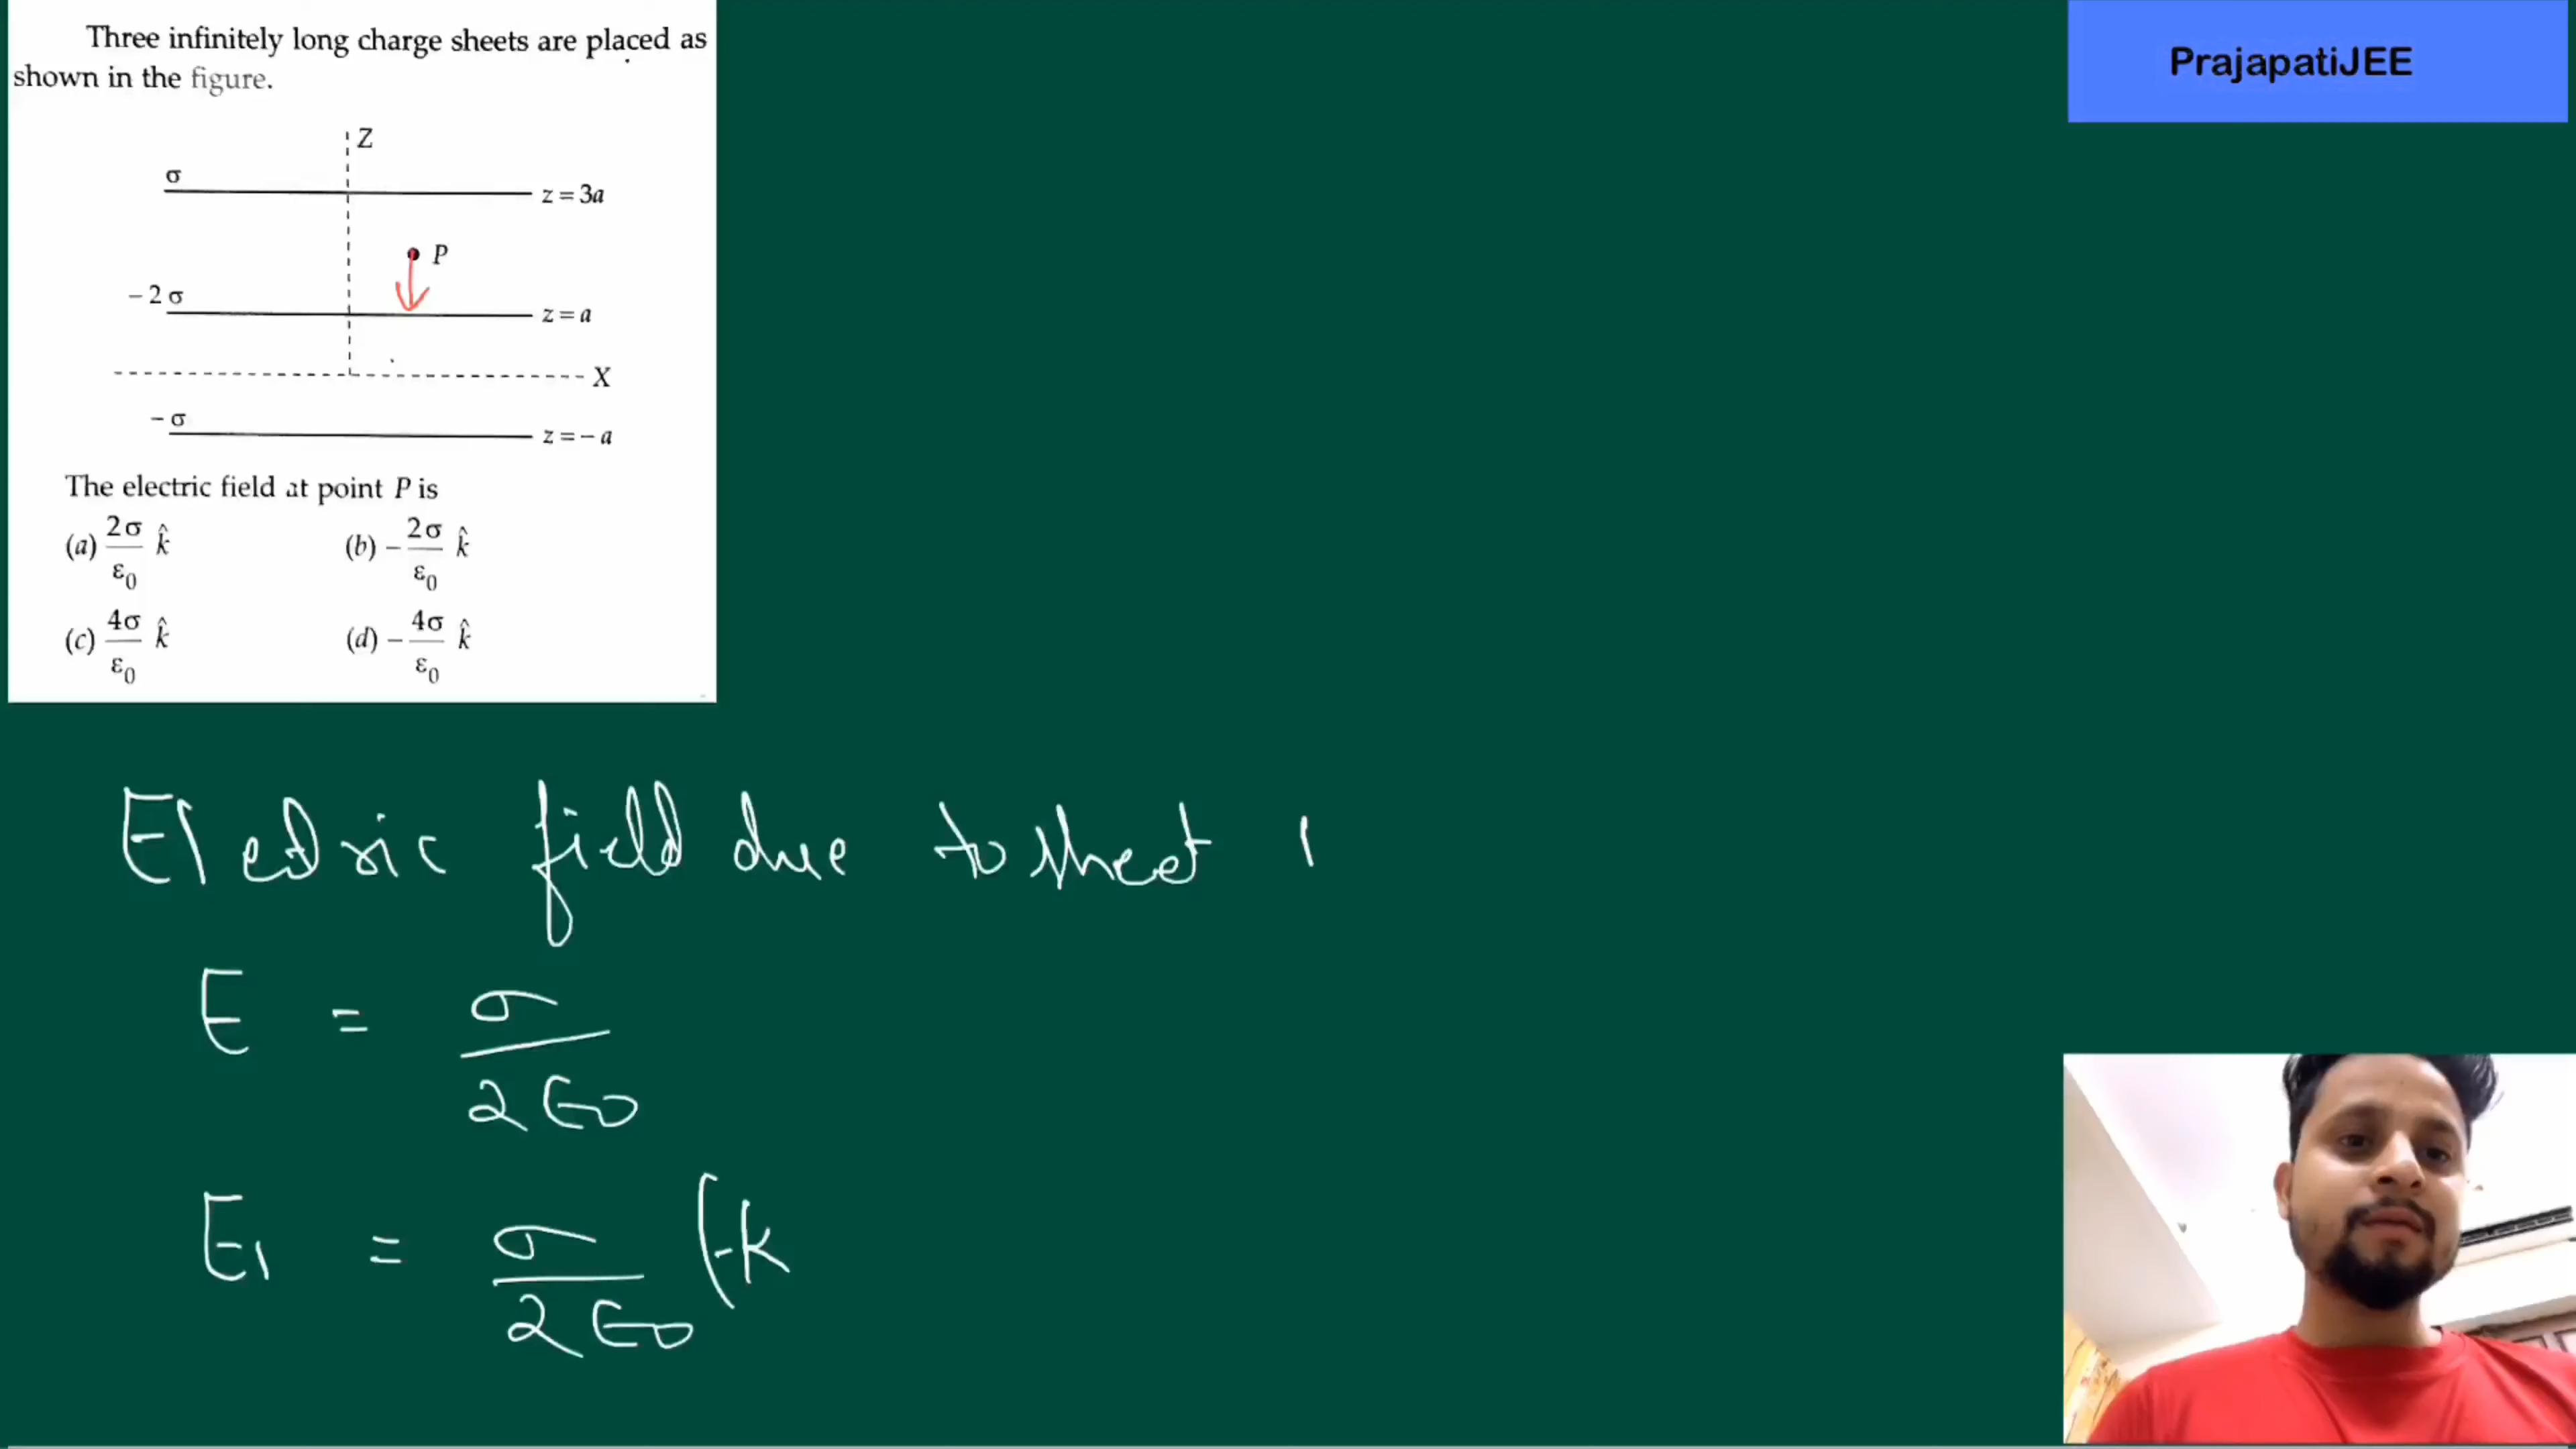 Three infinitely long charge sheets are placed as
shown in the figure.
PrajapatiJEE
Z
σ
z = 3a
P
− 2 σ
z = a
X
− σ
z = − a
The electric field at point P is
(a) 2σ/ε₀ k̂ (b) − 2σ/ε₀ k̂
(c) 4σ/ε₀ k̂ (d) − 4σ/ε₀ k̂
Electric field due to sheet 1
E = σ/2ϵ₀
E₁ = σ/2ϵ₀ (-k